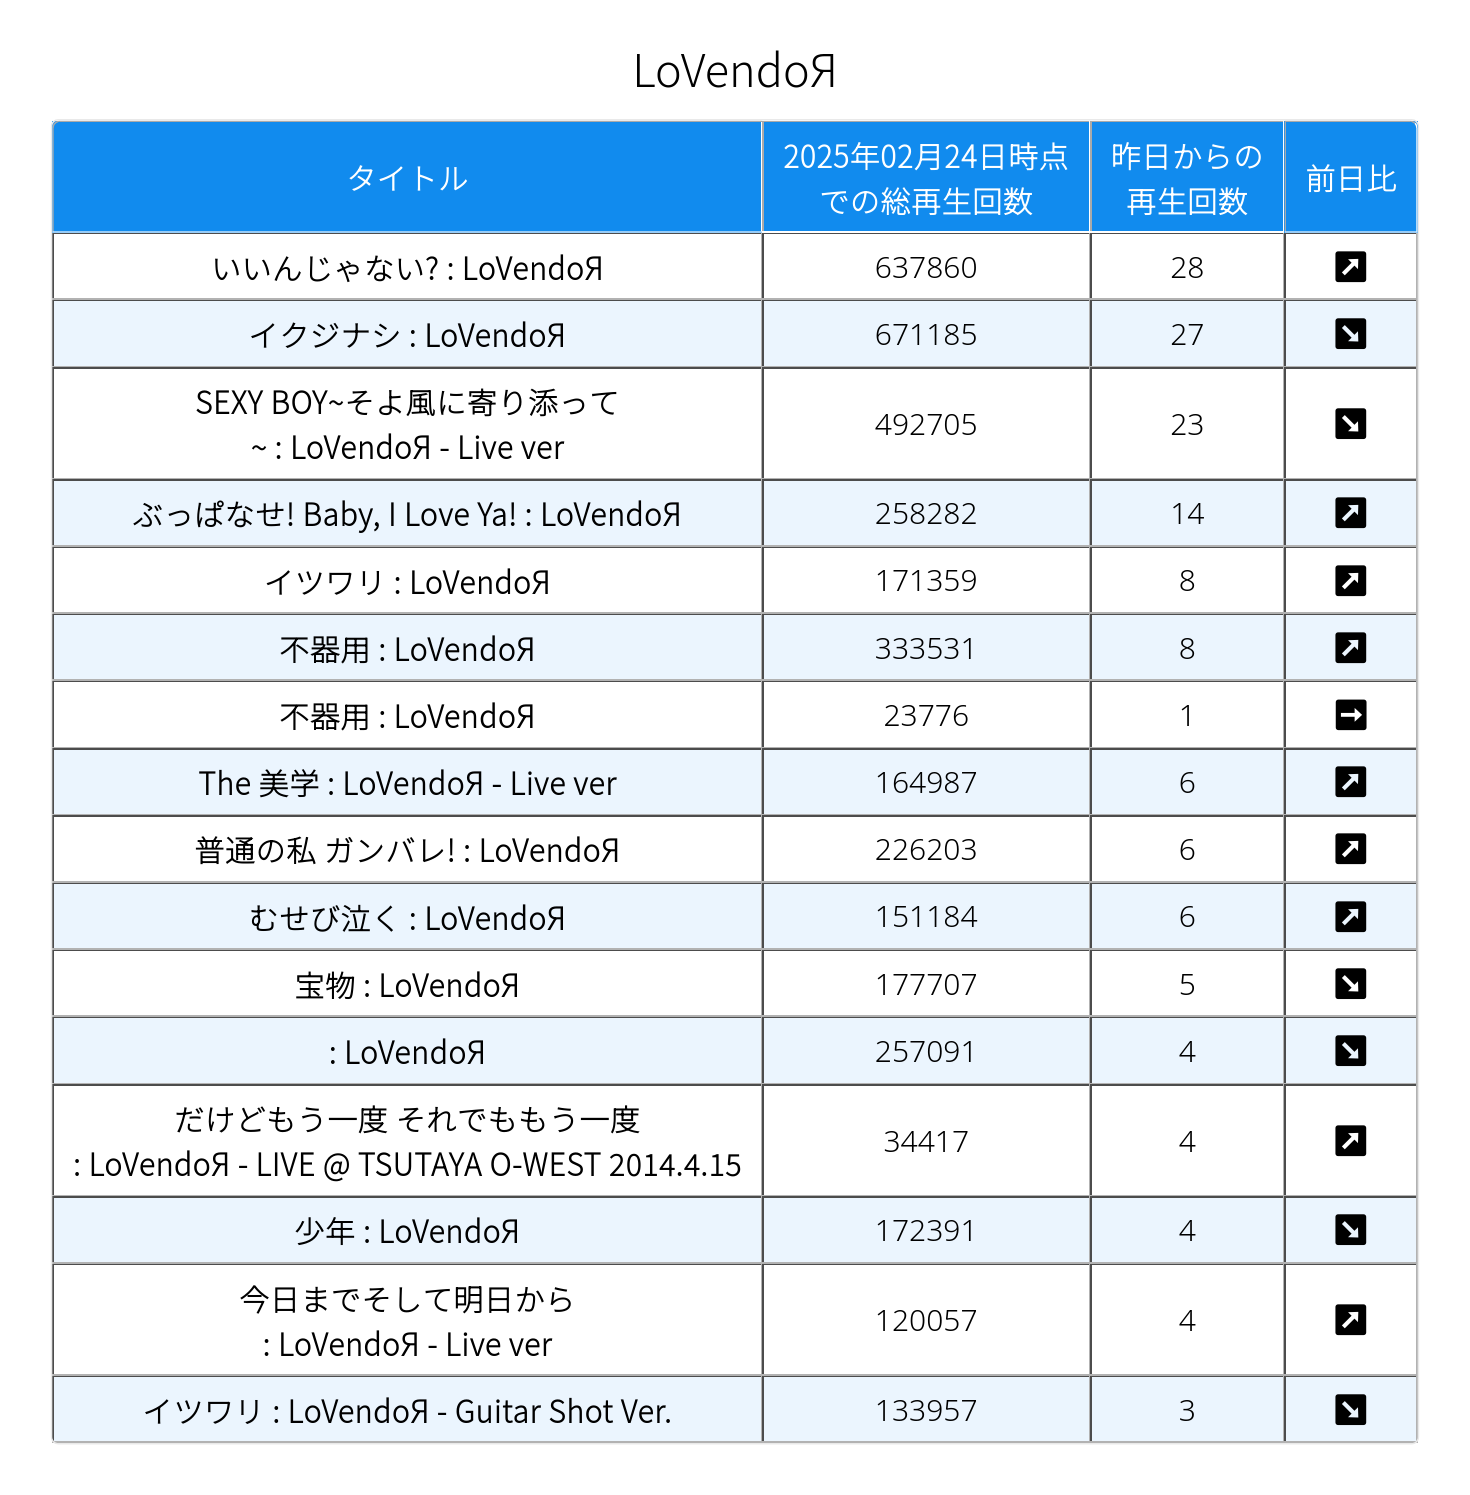 LoVendoЯ
タイトル
2025年02月24日時点
での総再生回数
昨日からの
再生回数
前日比
いいんじゃない? : LoVendoЯ 637860 28 ↗
イクジナシ : LoVendoЯ 671185 27 ↘
SEXY BOY~そよ風に寄り添って
~ : LoVendoЯ - Live ver 492705 23 ↘
ぶっぱなせ! Baby, I Love Ya! : LoVendoЯ 258282 14 ↗
イツワリ : LoVendoЯ 171359 8 ↗
不器用 : LoVendoЯ 333531 8 ↗
不器用 : LoVendoЯ 23776 1 →
The 美学 : LoVendoЯ - Live ver 164987 6 ↗
普通の私 ガンバレ! : LoVendoЯ 226203 6 ↗
むせび泣く : LoVendoЯ 151184 6 ↗
宝物 : LoVendoЯ 177707 5 ↘
: LoVendoЯ 257091 4 ↘
だけどもう一度 それでももう一度
: LoVendoЯ - LIVE @ TSUTAYA O-WEST 2014.4.15 34417 4 ↗
少年 : LoVendoЯ 172391 4 ↘
今日までそして明日から
: LoVendoЯ - Live ver 120057 4 ↗
イツワリ : LoVendoЯ - Guitar Shot Ver. 133957 3 ↘